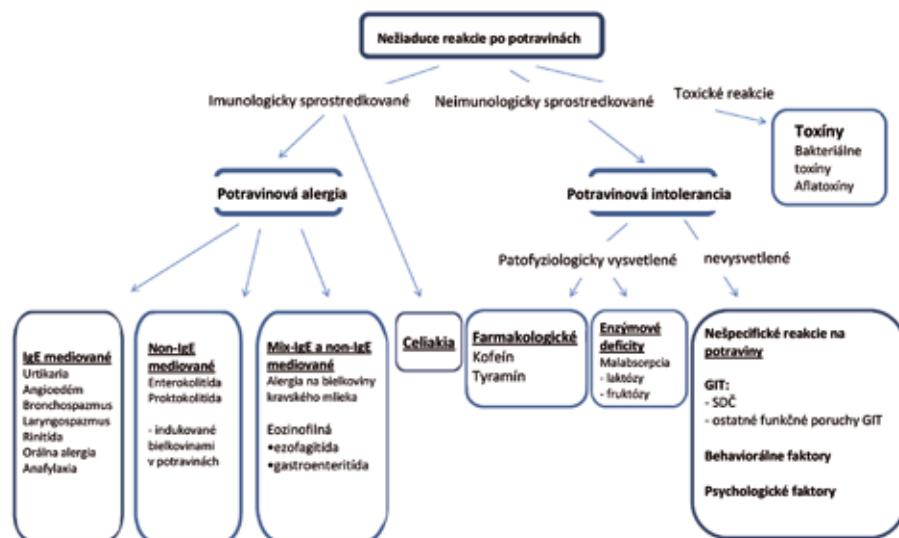 Nežiaduce reakcie po potravinách
Imunologicky sprostredkované
Neimunologicky sprostredkované
Toxické reakcie
Toxíny
Bakteriálne
toxíny
Aflatoxíny
Potravinová alergia
Potravinová intolerancia
Patofyziologicky vysvetlené
nevysvetlené
IgE mediované
Urtikaria
Angioedém
Bronchospazmus
Laryngospazmus
Rinitída
Orálna alergia
Anafylaxia
Non-IgE
mediované
Enterokolitída
Proktokolitída
- indukované
bielkovinami
v potravinách
Mix-IgE a non-IgE
mediované
Alergia na bielkoviny
kravského mlieka
Eozinofilná
•ezofagitída
•gastroenteritída
Celiakia
Farmakologické
Kofeín
Tyramín
Enzýmové
deficity
Malabsorpcia
- laktózy
- fruktózy
Nešpecifické reakcie na
potraviny
GIT:
- SDČ
- ostatné funkčné poruchy GIT
Behaviorálne faktory
Psychologické faktory